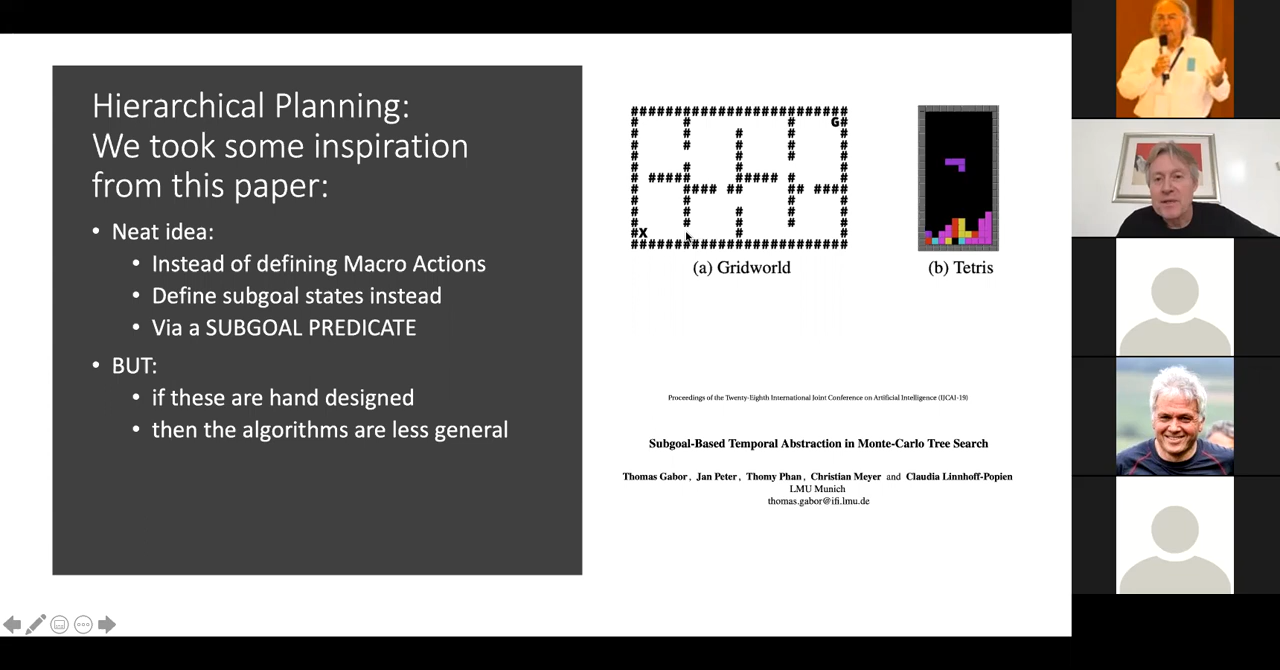 Hierarchical Planning:
We took some inspiration
from this paper:
• Neat idea:
• Instead of defining Macro Actions
• Define subgoal states instead
• Via a SUBGOAL PREDICATE
• BUT:
• if these are hand designed
• then the algorithms are less general
G
X
(a) Gridworld
(b) Tetris
Proceedings of the Twenty-Eighth International Joint Conference on Artificial Intelligence (IJCAI-19)
Subgoal-Based Temporal Abstraction in Monte-Carlo Tree Search
Thomas Gabor, Jan Peter, Thomy Phan, Christian Meyer and Claudia Linnhoff-Popien
LMU Munich
thomas.gabor@ifi.lmu.de